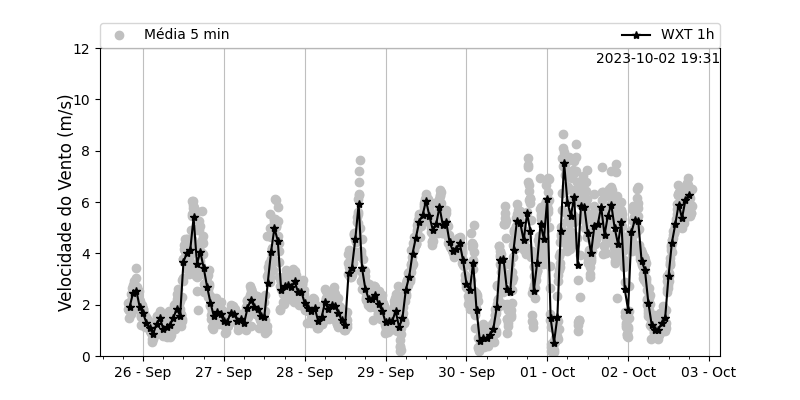 Média 5 min
WXT 1h
2023-10-02 19:31
Velocidade do Vento (m/s)
12
10
8
6
4
2
0
26 - Sep
27 - Sep
28 - Sep
29 - Sep
30 - Sep
01 - Oct
02 - Oct
03 - Oct